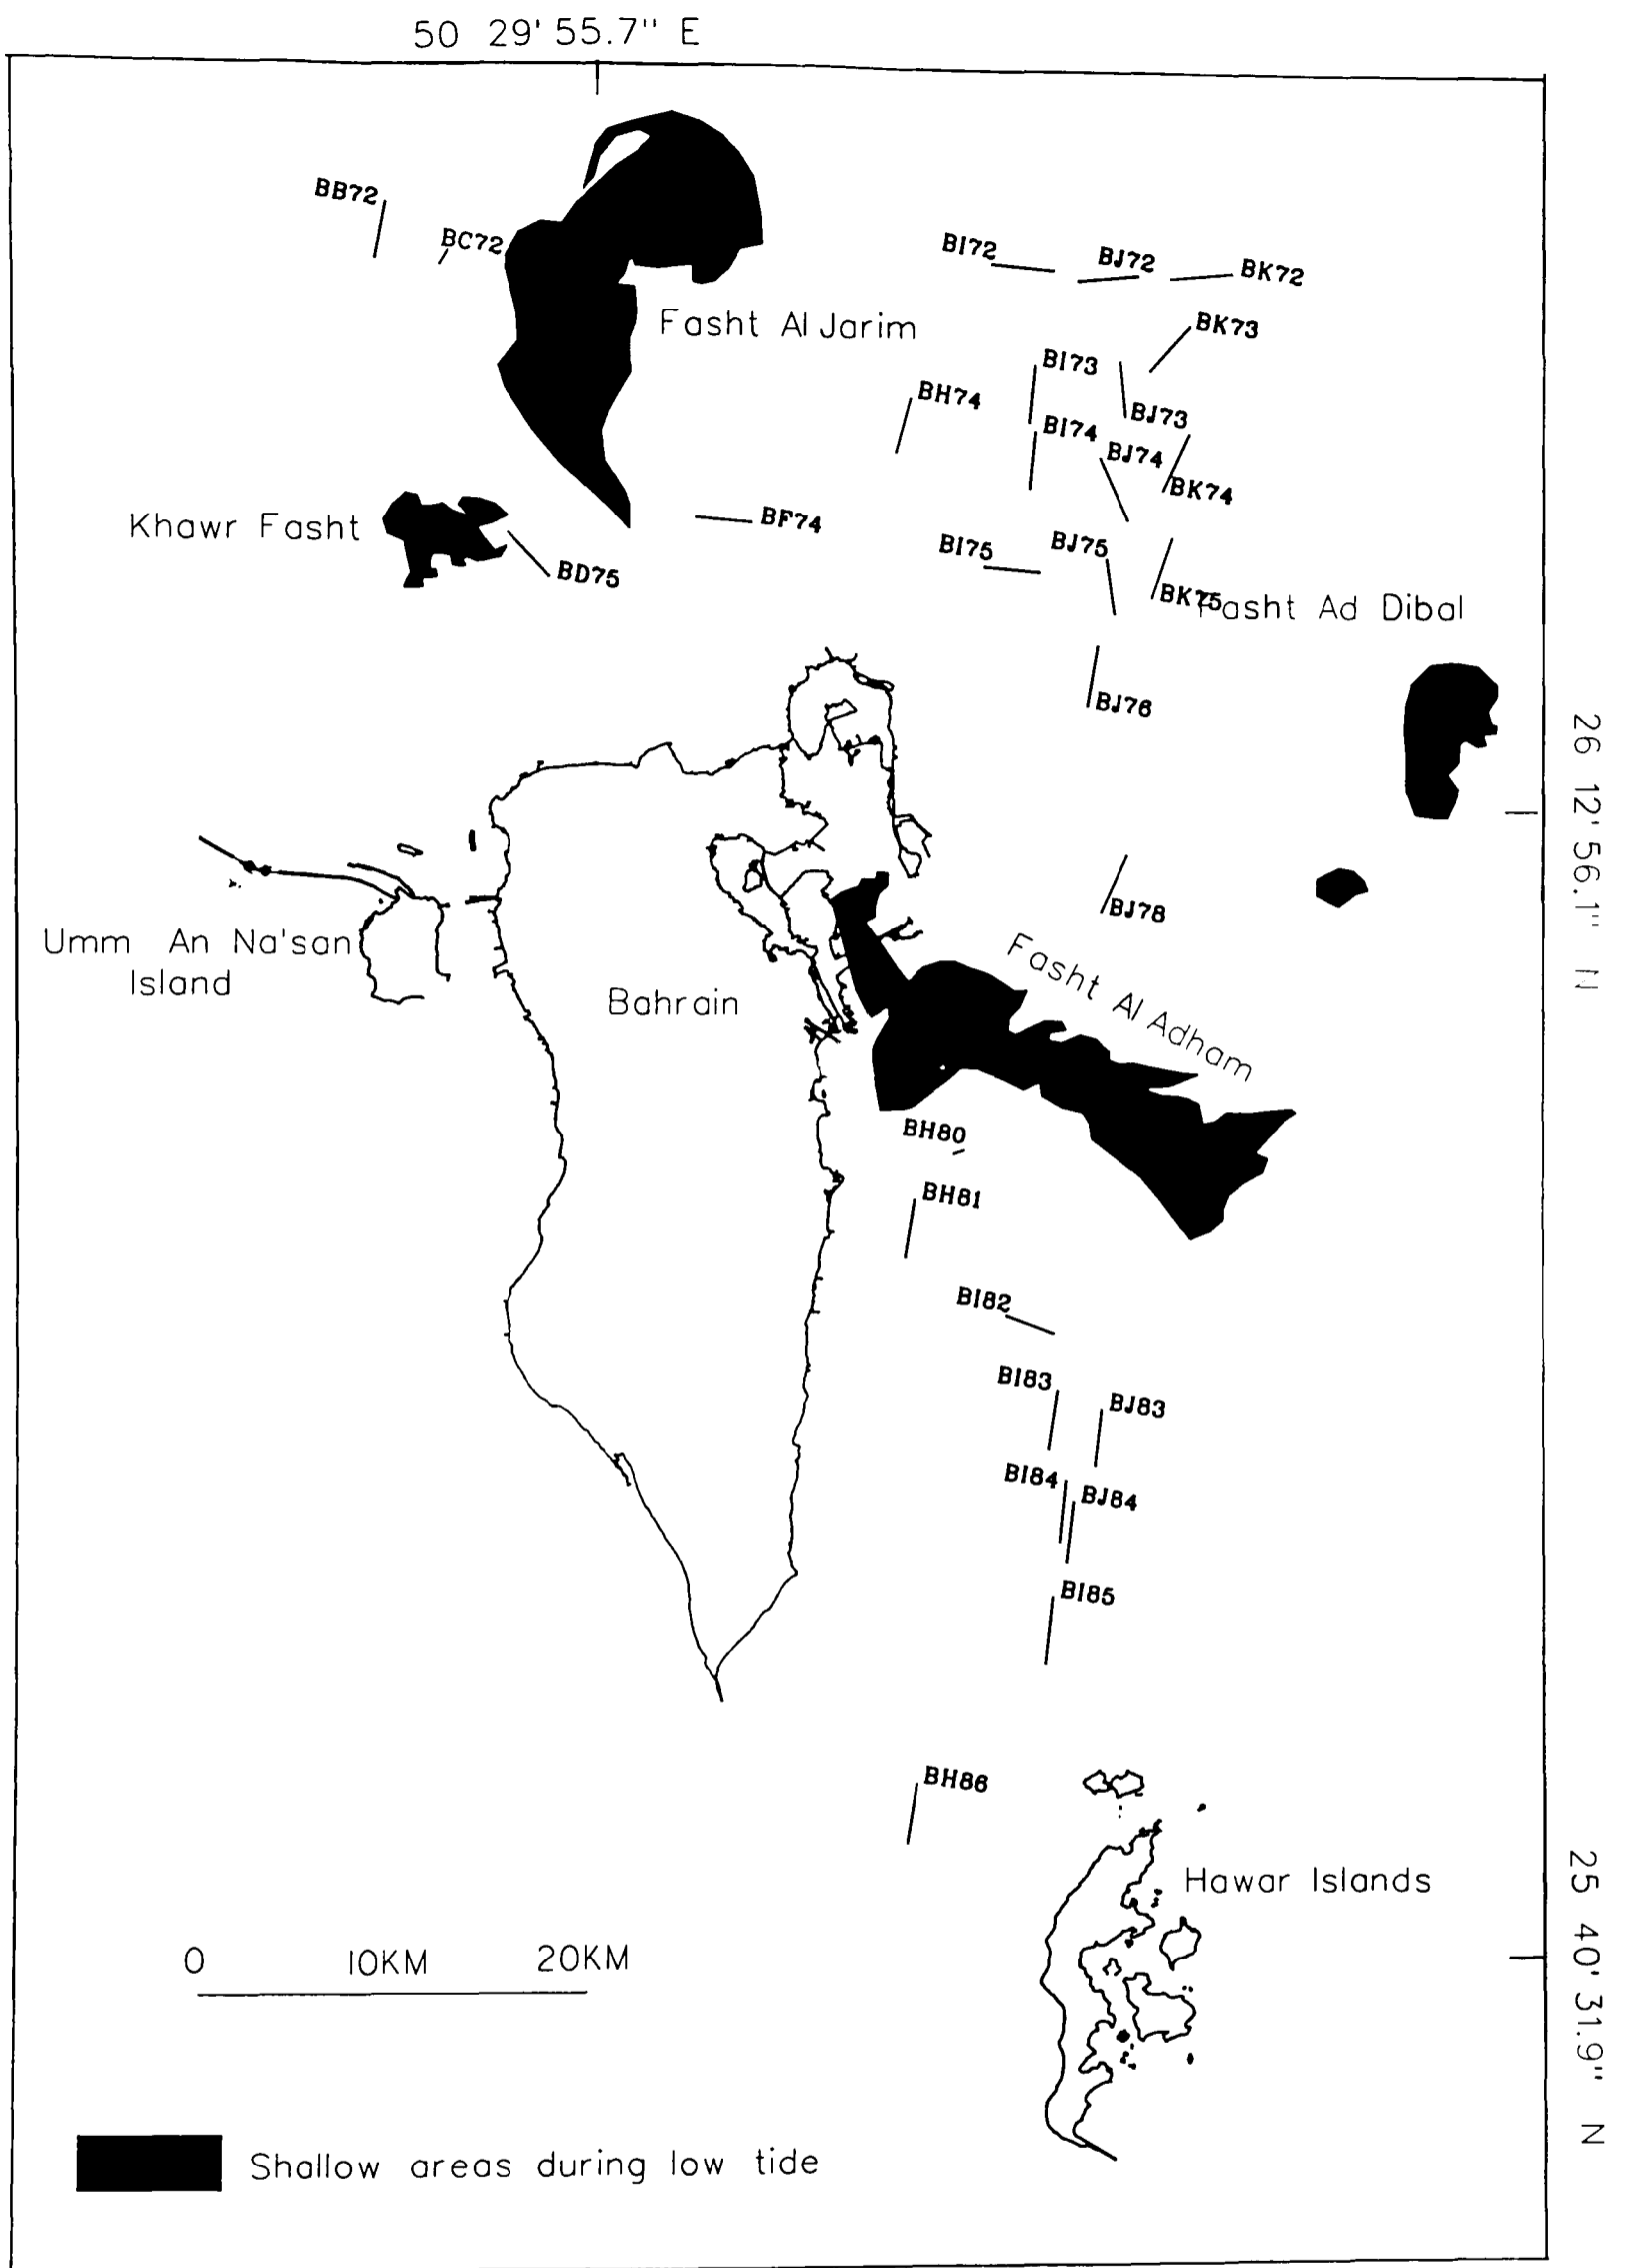 50 29' 55.7" E
BB72
BC72
BI72
BJ72
BK72
Fasht Al Jarim
BK73
BI73
BH74
BJ73
BI74
BJ74
BK74
Khawr Fasht
BF74
BI75
BJ75
BD75
BK75
Fasht Ad Dibal
BJ76
26 12' 56.1" N
BJ78
Umm An Na'san
Island
Bahrain
Fasht Al Adham
BH80
BH81
BI82
BI83
BJ83
BI84
BJ84
BI85
BH86
Hawar Islands
25 40' 31.9" N
0 10KM 20KM
Shallow areas during low tide